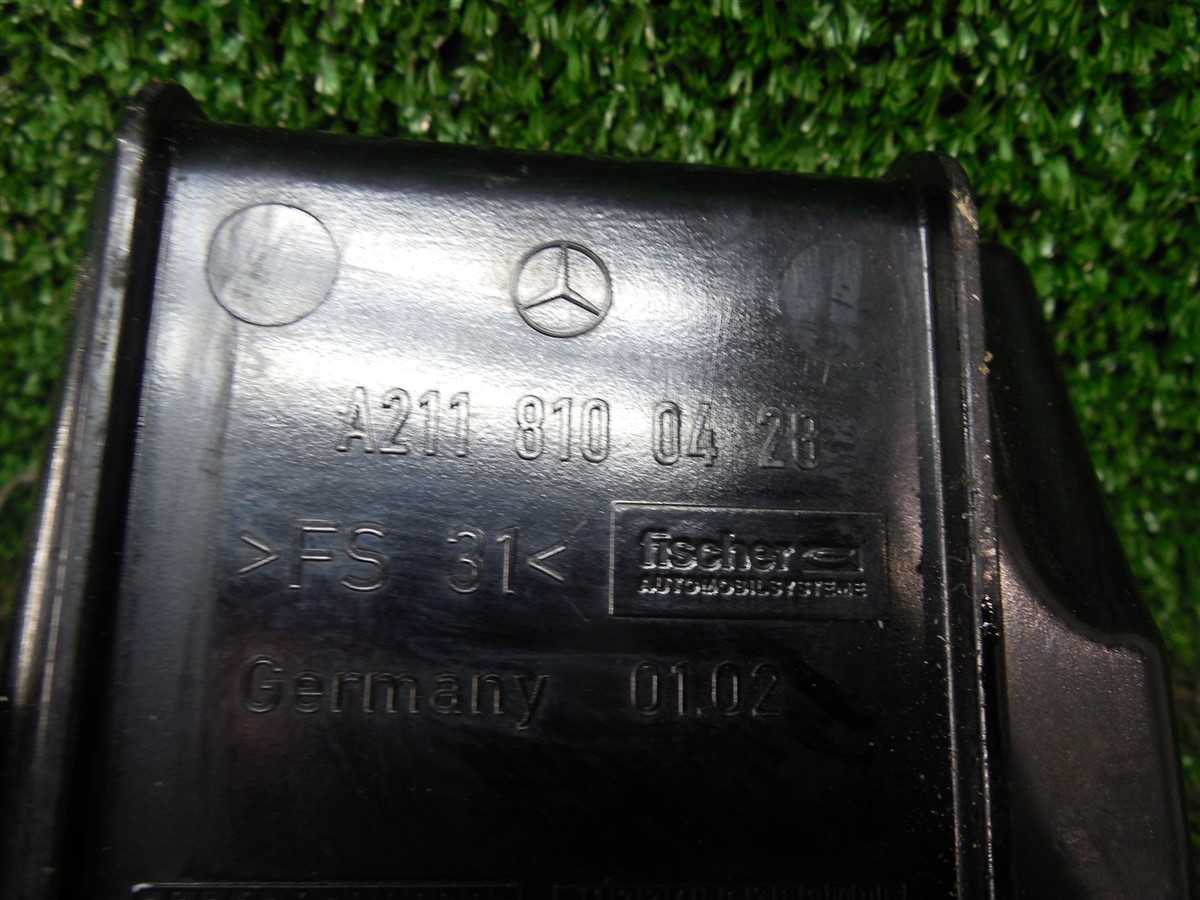 A211 810 04 28
>FS 31<
fischer
AUTOMOBILSYSTEME
Germany 01.02